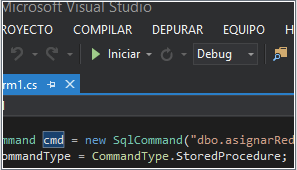 Microsoft Visual Studio
ROYECTO COMPILAR DEPURAR EQUIPO
Iniciar Debug
rm1.cs
ommand cmd = new SqlCommand("dbo.asignarRed
ommandType = CommandType.StoredProcedure;